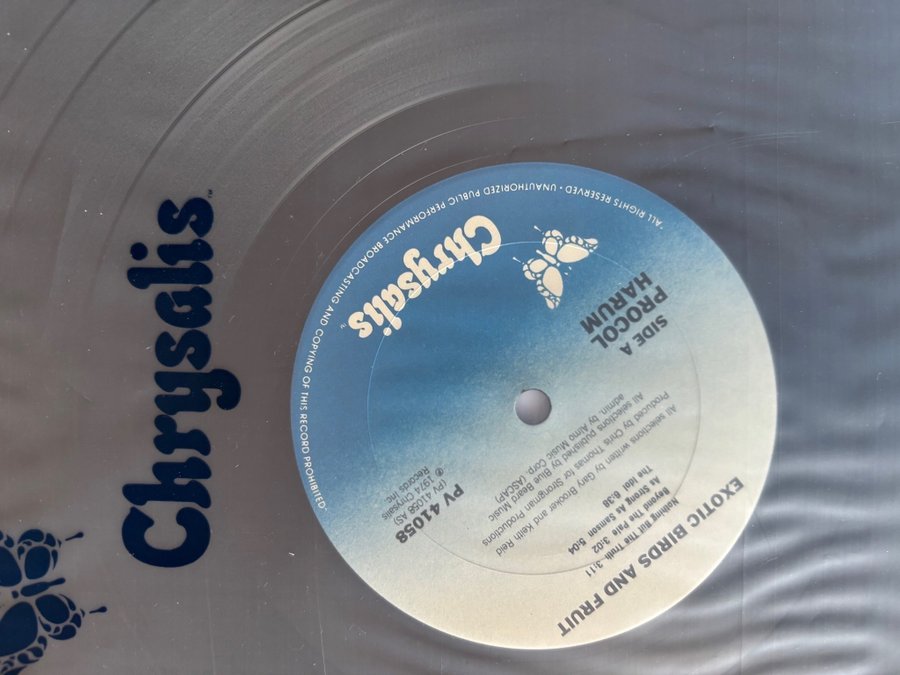 Chrysalis™
"ALL RIGHTS RESERVED • UNAUTHORIZED PUBLIC PERFORMANCE BROADCASTING AND COPYING OF THIS RECORD PROHIBITED"
Chrysalis™
SIDE A
PROCOL
HARUM
All selections written by Gary Brooker and Keith Reid
Produced by Chris Thomas for Strongman Productions
All selections published by Blue Beard Music
admin. by Almo Music Corp. (ASCAP)
PV 41058
(PV 41058 AS)
℗ 1974 Chrysalis
Records Inc.
EXOTIC BIRDS AND FRUIT
Nothing But The Truth 3:11
Beyond The Pale 3:02
As Strong As Samson 5:04
The Idol 6:38